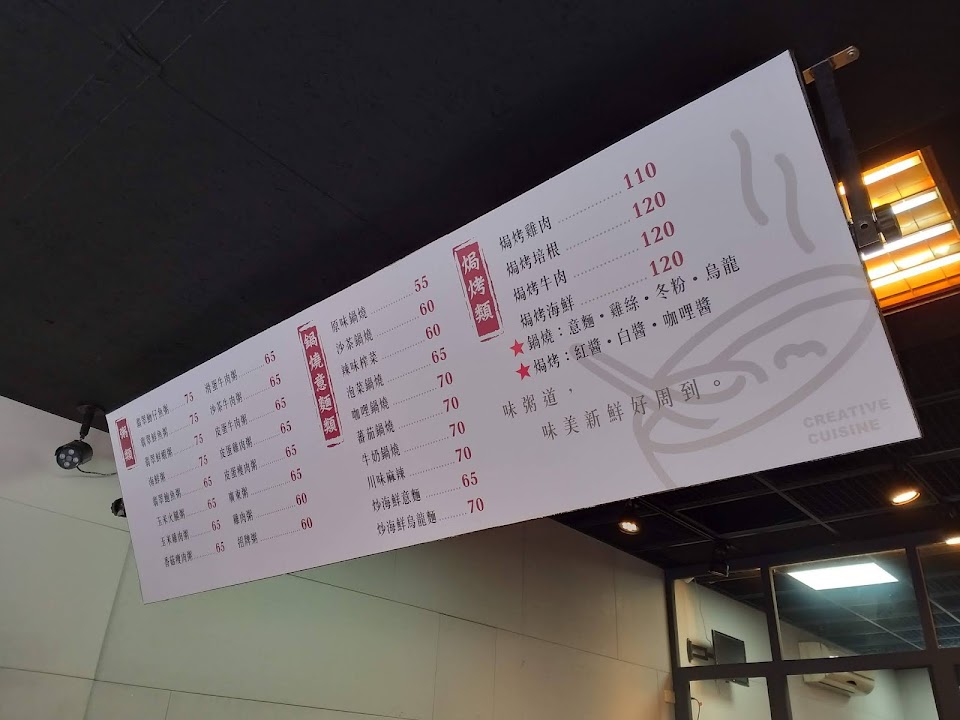 粥類
翡翠魩仔魚粥 75
翡翠鮮魚粥 75
翡翠鮮蝦粥 75
海鮮粥 75
翡翠鮑魚粥 65
玉米火腿粥 65
玉米雞肉粥 65
香菇瘦肉粥 65
滑蛋牛肉粥 65
沙茶牛肉粥 65
皮蛋牛肉粥 65
皮蛋雞肉粥 65
皮蛋瘦肉粥 65
廣東粥 65
雞肉粥 60
招牌粥 60
鍋燒意麵類
原味鍋燒 55
沙茶鍋燒 60
辣味榨菜 60
泡菜鍋燒 65
咖哩鍋燒 70
蕃茄鍋燒 70
牛奶鍋燒 70
川味麻辣 70
炒海鮮意麵 65
炒海鮮烏龍麵 70
焗烤類
焗烤雞肉 110
焗烤培根 120
焗烤牛肉 120
焗烤海鮮 120
★鍋燒:意麵・雞絲・冬粉・烏龍
★焗烤:紅醬・白醬・咖哩醬
味粥道,
味美新鮮好周到。
CREATIVE
CUISINE